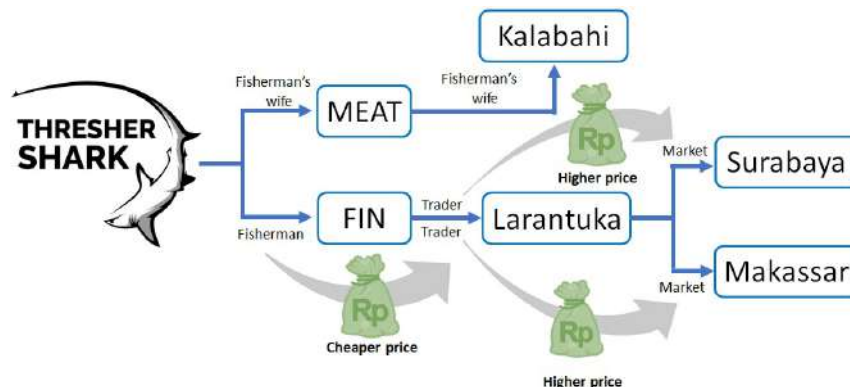 Kalabahi
Fisherman's
wife
MEAT
Fisherman's
wife
Rp
Higher price
THRESHER
SHARK
Market
Surabaya
Fisherman
FIN
Trader
Trader
Larantuka
Market
Makassar
Rp
Cheaper price
Rp
Higher price